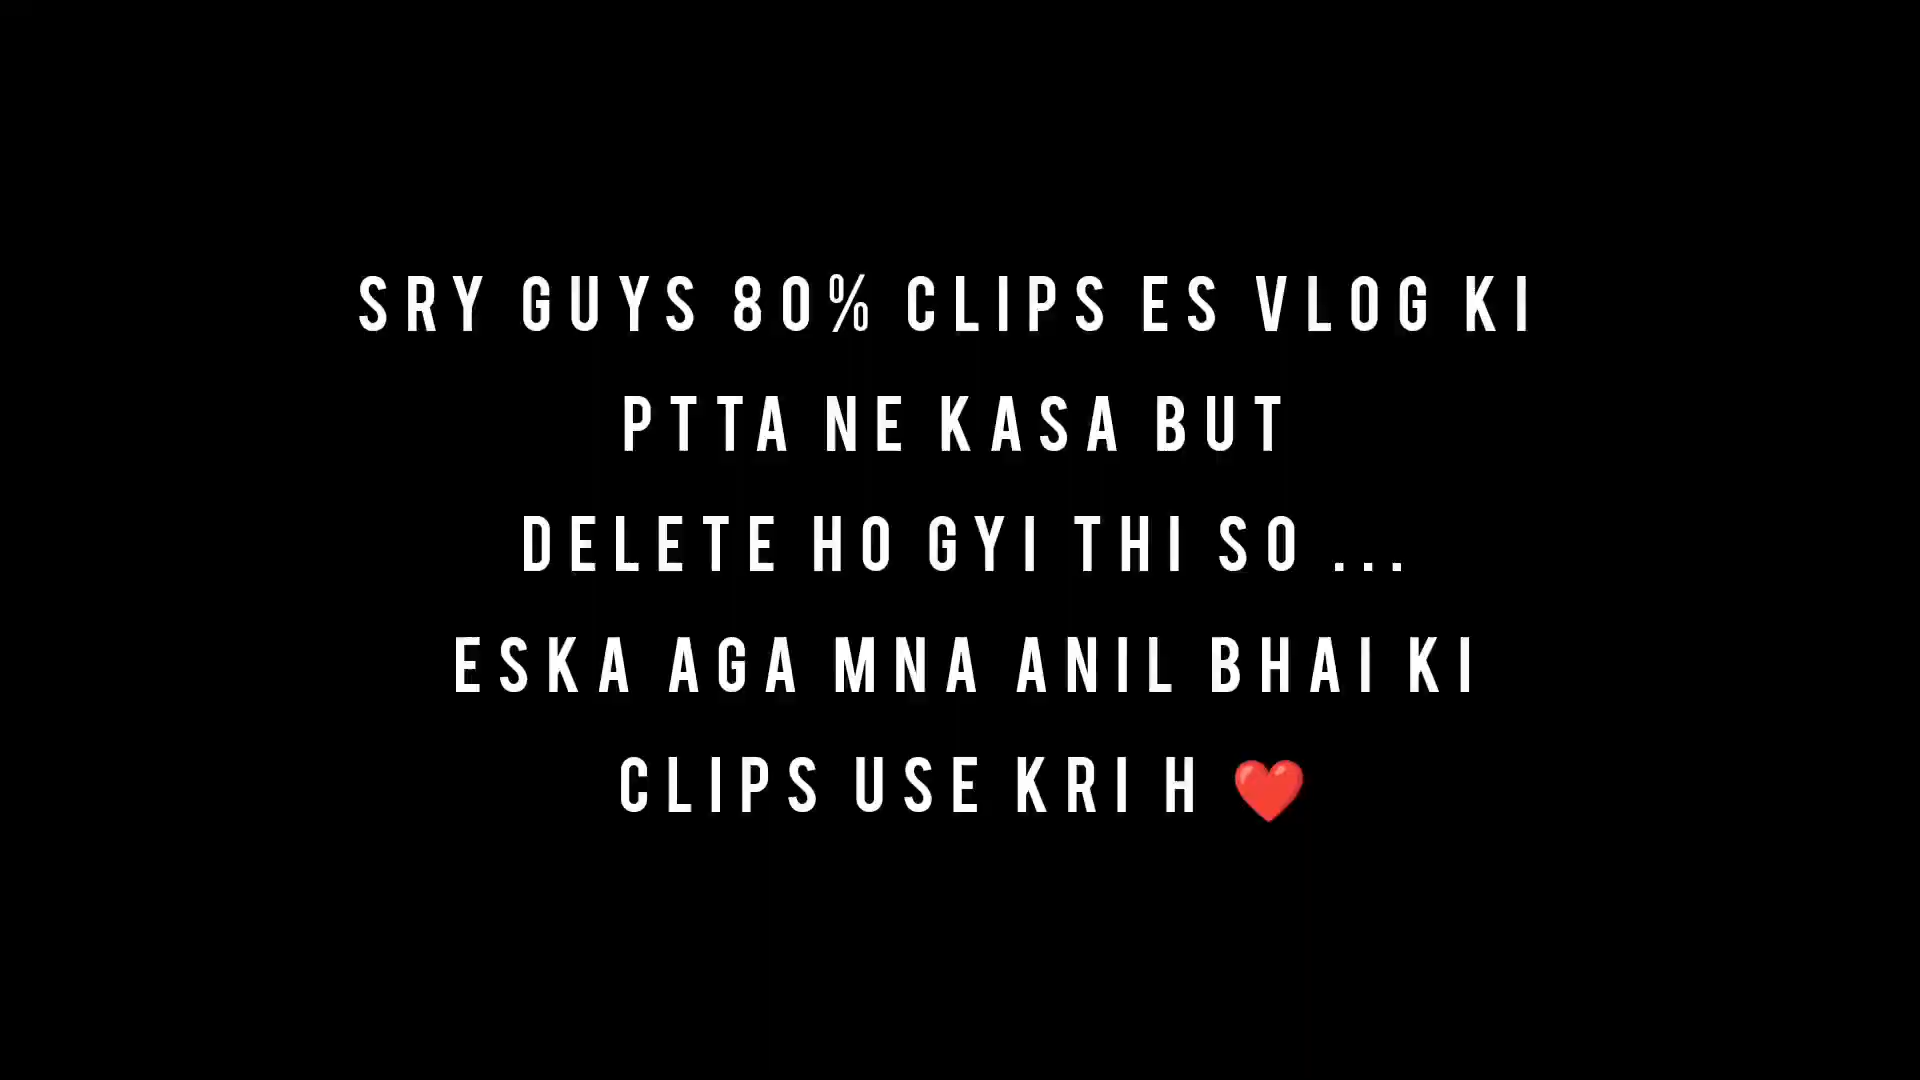 SRY GUYS 80% CLIPS ES VLOG KI
PTTA NE KASA BUT
DELETE HO GYI THI SO ...
ESKA AGA MNA ANIL BHAI KI
CLIPS USE KRI H ❤️